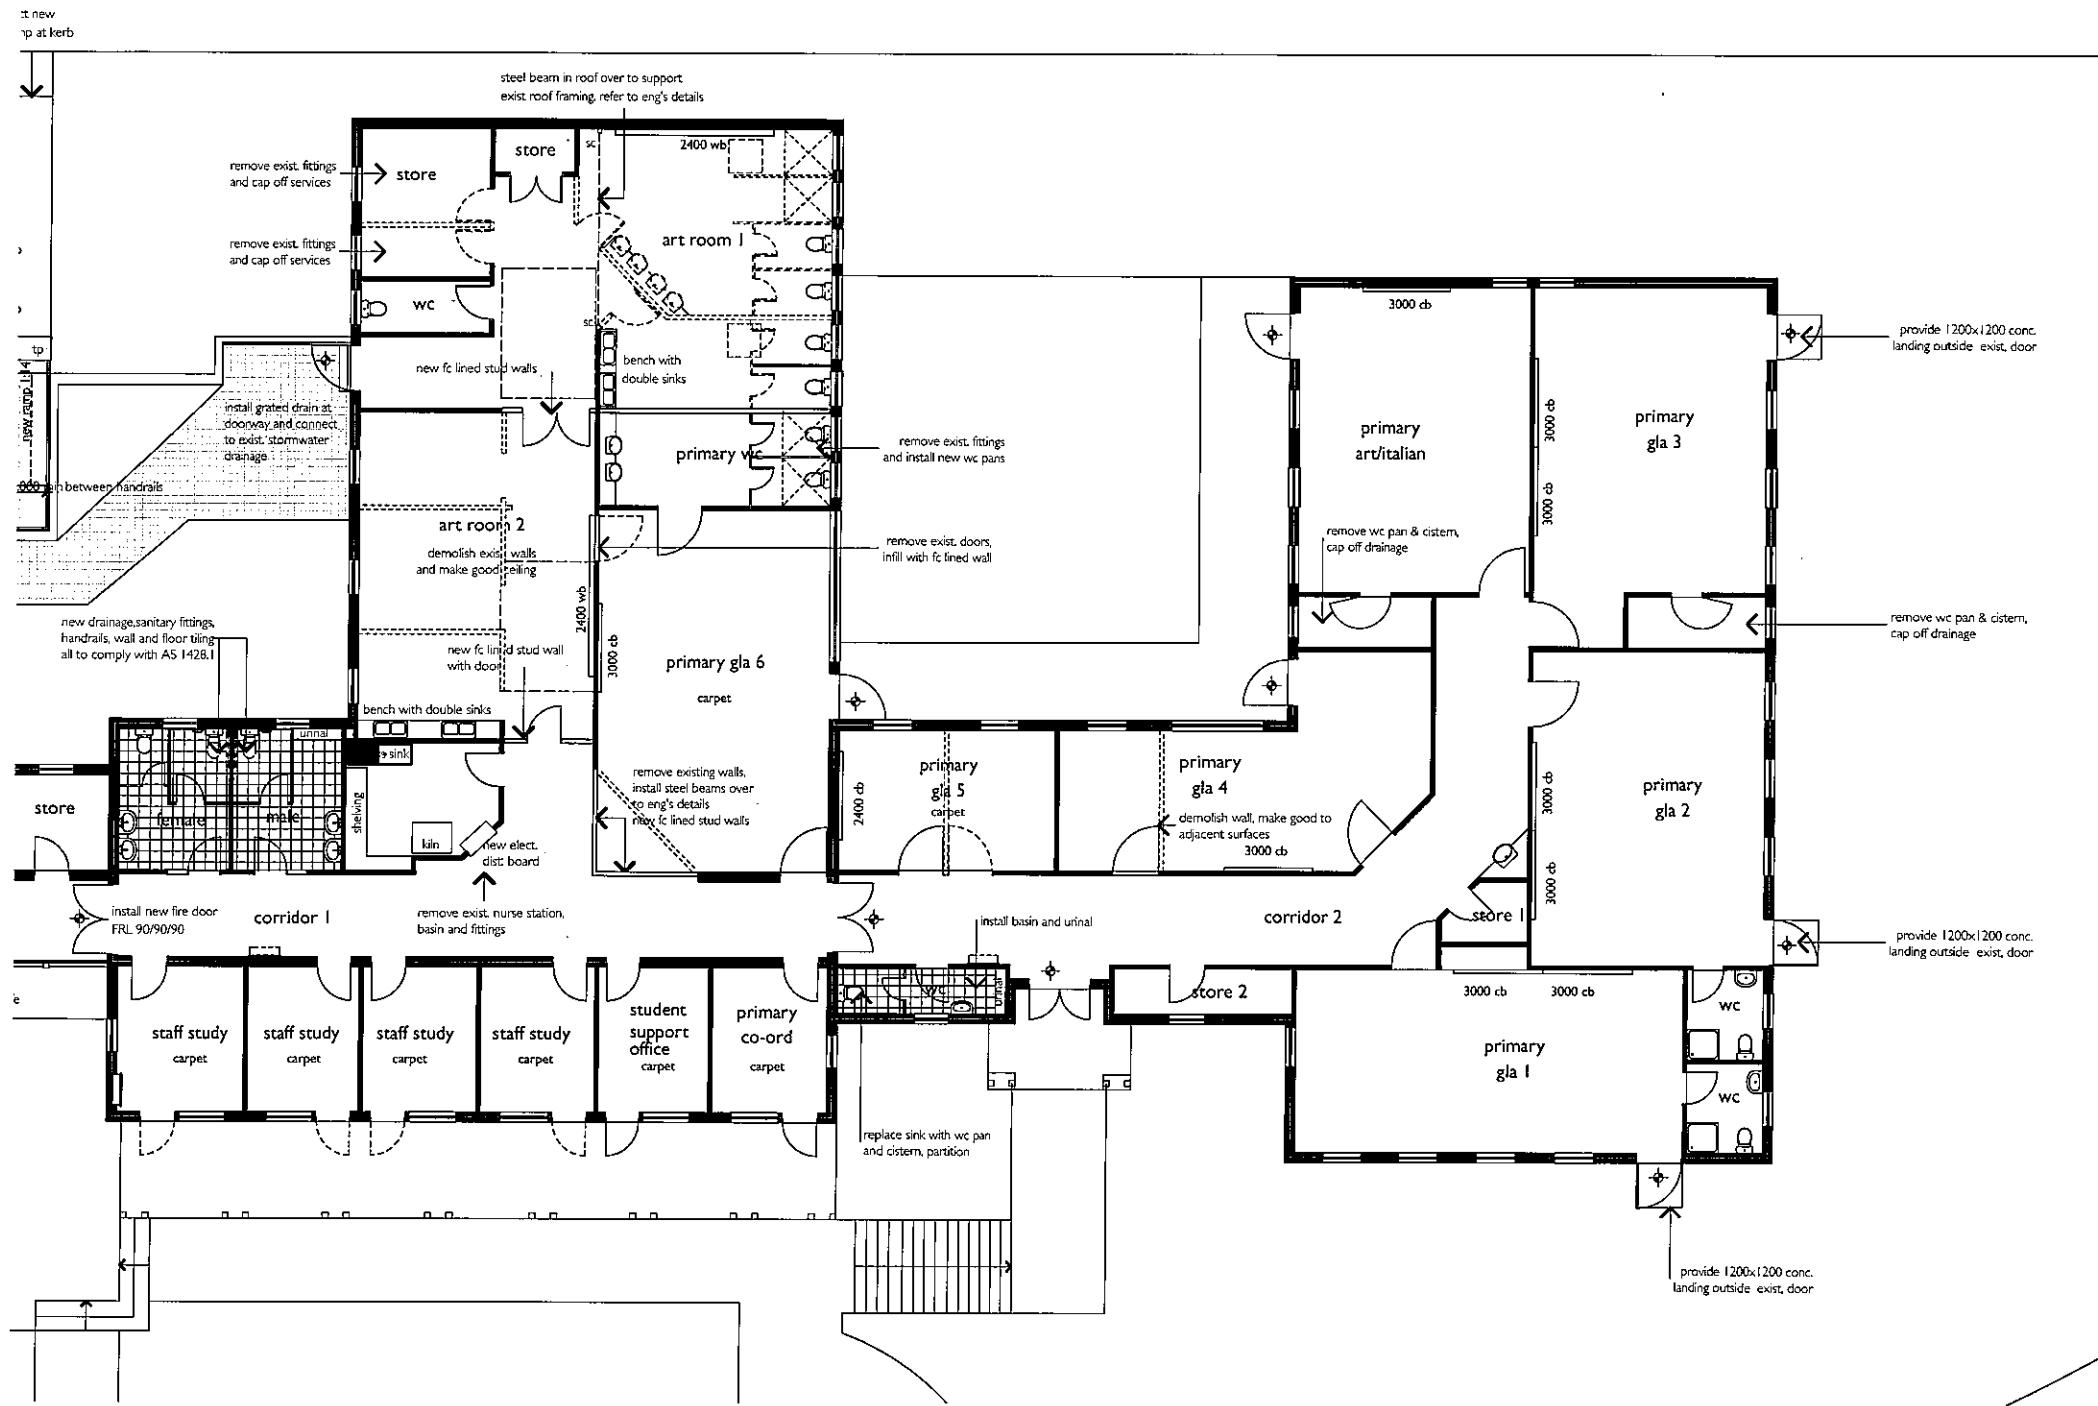 new
at kerb
steel beam in roof over to support
exist roof framing, refer to eng's details
remove exist. fittings
and cap off services
store
store
sc
2400 wb
remove exist. fittings
and cap off services
art room 1
wc
sc
bench with
double sinks
new fc lined stud walls
tp
new ramp 1:14
install grated drain at
doorway and connect
to exist. stormwater
drainage
between handrails
primary wc
remove exist. fittings
and install new wc pans
art room 2
demolish exist. walls
and make good ceiling
remove exist. doors,
infill with fc lined wall
2400 wb
3000 cb
new drainage,sanitary fittings,
handrails, wall and floor tiling
all to comply with AS 1428.1
new fc lined stud wall
with door
primary gla 6
carpet
bench with double sinks
3000 cb
provide 1200x1200 conc.
landing outside exist, door
primary
art/italian
3000 cb
3000 cb
primary
gla 3
remove wc pan & cistern,
cap off drainage
remove wc pan & cistern,
cap off drainage
store
female
urinal
male
shelving
sink
kiln
new elect.
dist board
remove existing walls,
install steel beams over
to eng's details
new fc lined stud walls
2400 cb
primary
gla 5
carpet
primary
gla 4
demolish wall, make good to
adjacent surfaces
3000 cb
3000 cb
3000 cb
primary
gla 2
install new fire door
FRL 90/90/90
corridor 1
remove exist. nurse station,
basin and fittings
install basin and urinal
corridor 2
store 1
provide 1200x1200 conc.
landing outside exist, door
staff study
carpet
staff study
carpet
staff study
carpet
staff study
carpet
student
support
office
carpet
primary
co-ord
carpet
wc
urinal
store 2
3000 cb
3000 cb
primary
gla 1
wc
wc
replace sink with wc pan
and cistern, partition
provide 1200x1200 conc.
landing outside exist, door